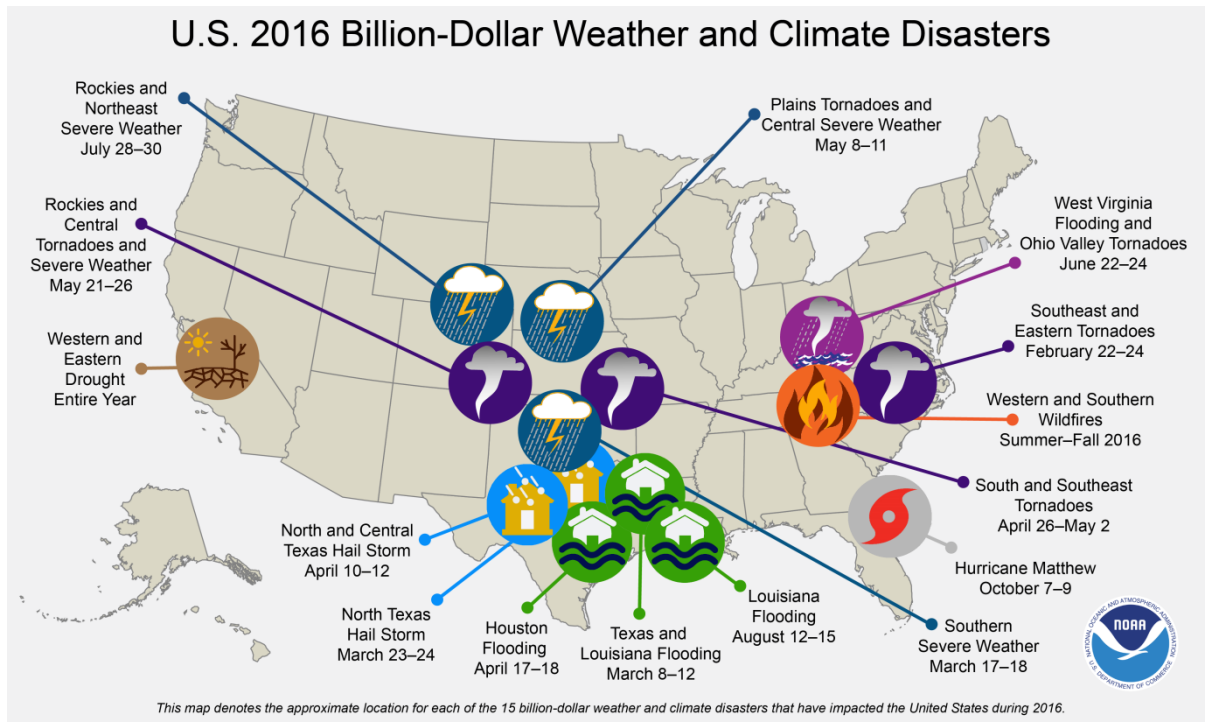 U.S. 2016 Billion-Dollar Weather and Climate Disasters
Rockies and
Northeast
Severe Weather
July 28–30
Plains Tornadoes and
Central Severe Weather
May 8–11
Rockies and
Central
Tornadoes and
Severe Weather
May 21–26
West Virginia
Flooding and
Ohio Valley Tornadoes
June 22–24
Western and
Eastern
Drought
Entire Year
Southeast and
Eastern Tornadoes
February 22–24
Western and Southern
Wildfires
Summer–Fall 2016
South and Southeast
Tornadoes
April 26–May 2
North and Central
Texas Hail Storm
April 10–12
Hurricane Matthew
October 7–9
North Texas
Hail Storm
March 23–24
Houston
Flooding
April 17–18
Texas and
Louisiana Flooding
March 8–12
Louisiana
Flooding
August 12–15
Southern
Severe Weather
March 17–18
NATIONAL OCEANIC AND ATMOSPHERIC ADMINISTRATION
NOAA
U.S. DEPARTMENT OF COMMERCE
This map denotes the approximate location for each of the 15 billion-dollar weather and climate disasters that have impacted the United States during 2016.